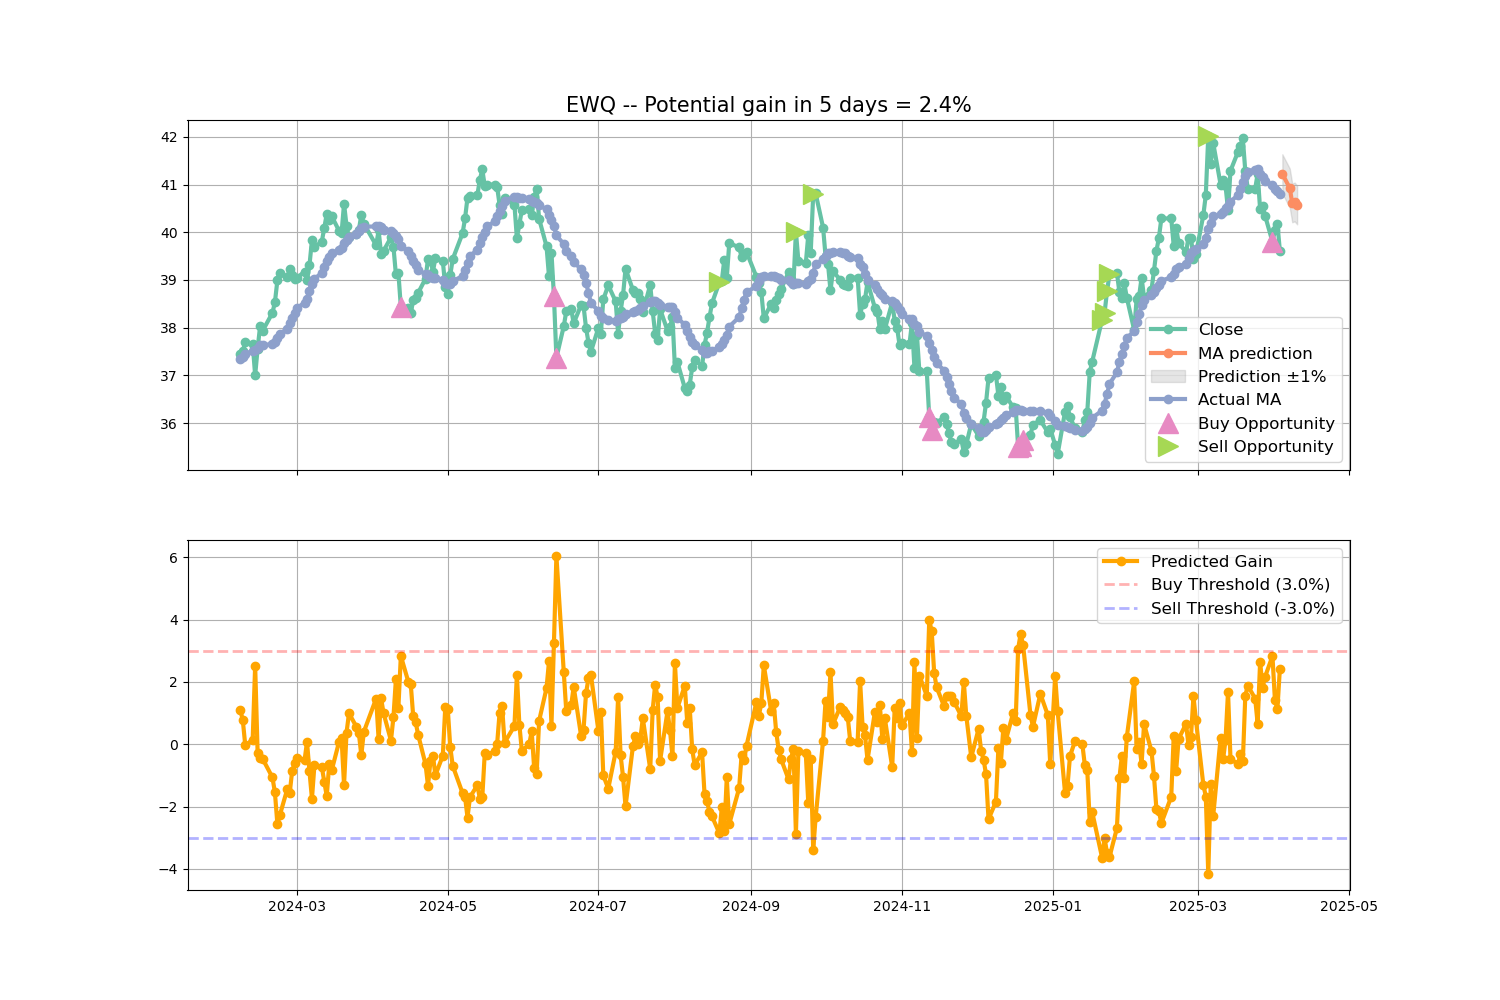 EWQ -- Potential gain in 5 days = 2.4%
42
41
40
39
38
37
36
Close
MA prediction
Prediction ±1%
Actual MA
Buy Opportunity
Sell Opportunity
6
4
2
0
−2
−4
Predicted Gain
Buy Threshold (3.0%)
Sell Threshold (-3.0%)
2024-03 2024-05 2024-07 2024-09 2024-11 2025-01 2025-03 2025-05